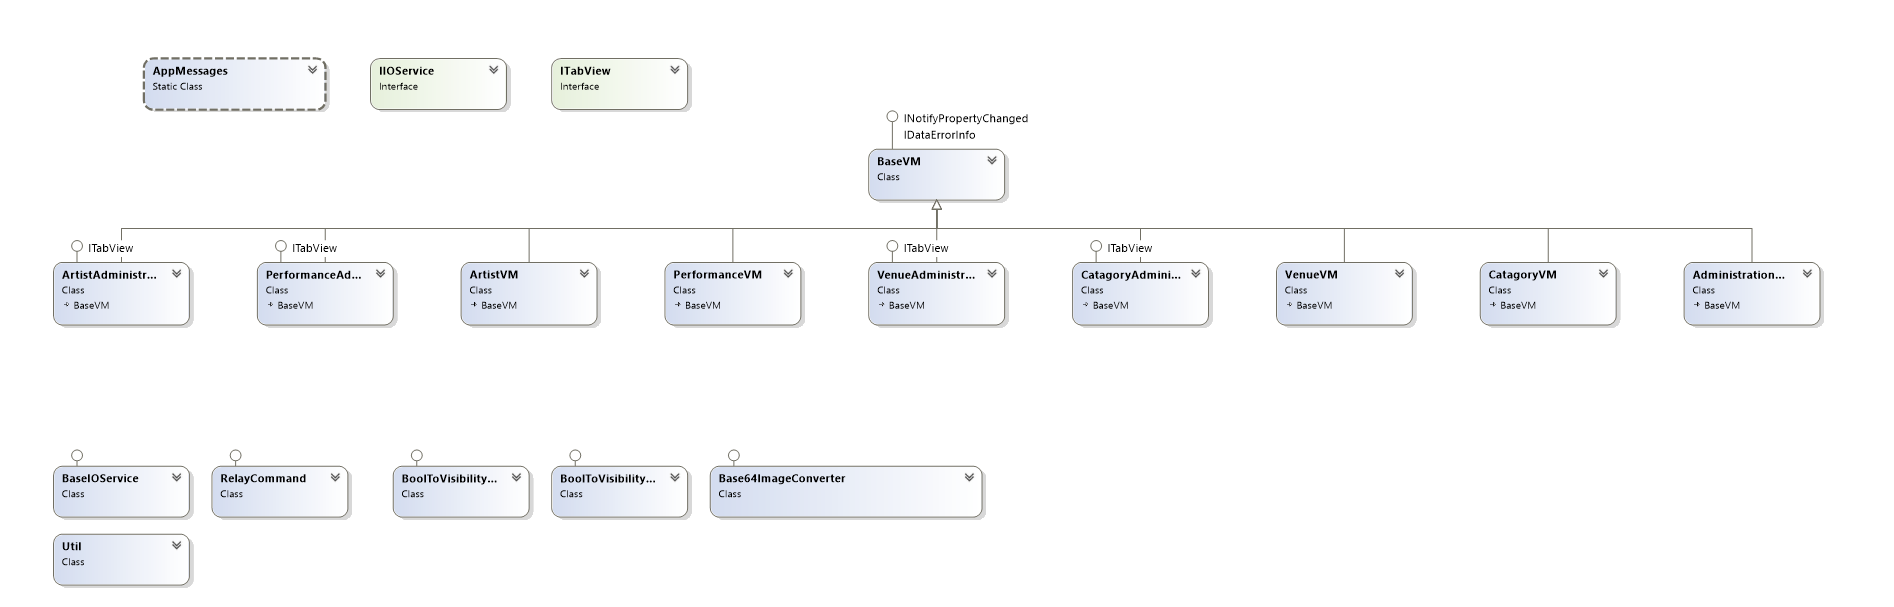 AppMessages
Static Class
IIOService
Interface
ITabView
Interface
INotifyPropertyChanged
IDataErrorInfo
BaseVM
Class
ITabView
ArtistAdministr...
Class
BaseVM
ITabView
PerformanceAd...
Class
BaseVM
ArtistVM
Class
BaseVM
PerformanceVM
Class
BaseVM
ITabView
VenueAdministr...
Class
BaseVM
ITabView
CatagoryAdmini...
Class
BaseVM
VenueVM
Class
BaseVM
CatagoryVM
Class
BaseVM
Administration...
Class
BaseVM
BaseIOService
Class
RelayCommand
Class
BoolToVisibility...
Class
BoolToVisibility...
Class
Base64ImageConverter
Class
Util
Class